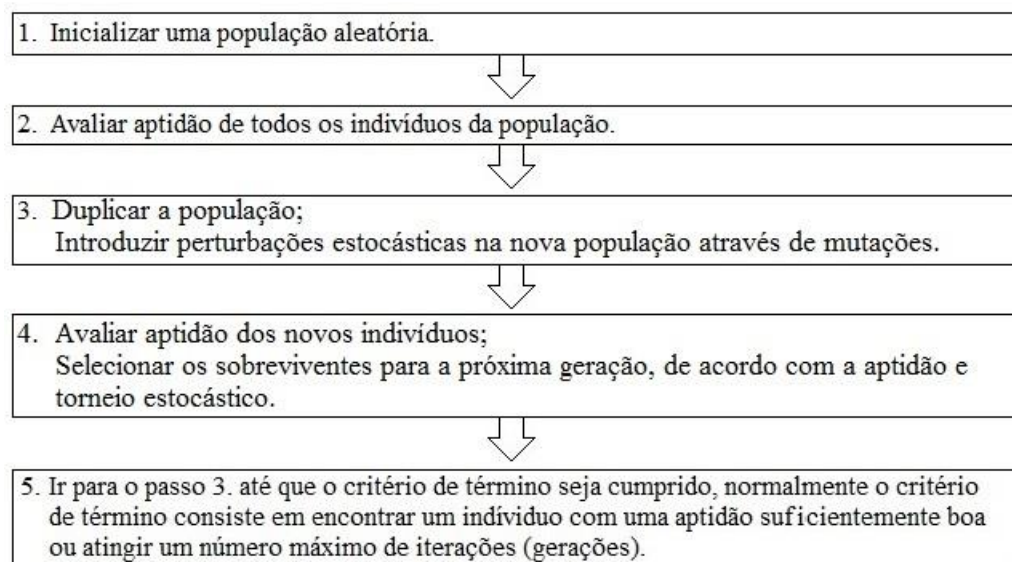 1. Inicializar uma população aleatória.
2. Avaliar aptidão de todos os indivíduos da população.
3. Duplicar a população;
Introduzir perturbações estocásticas na nova população através de mutações.
4. Avaliar aptidão dos novos indivíduos;
Selecionar os sobreviventes para a próxima geração, de acordo com a aptidão e
torneio estocástico.
5. Ir para o passo 3. até que o critério de término seja cumprido, normalmente o critério
de término consiste em encontrar um indíviduo com uma aptidão suficientemente boa
ou atingir um número máximo de iterações (gerações).